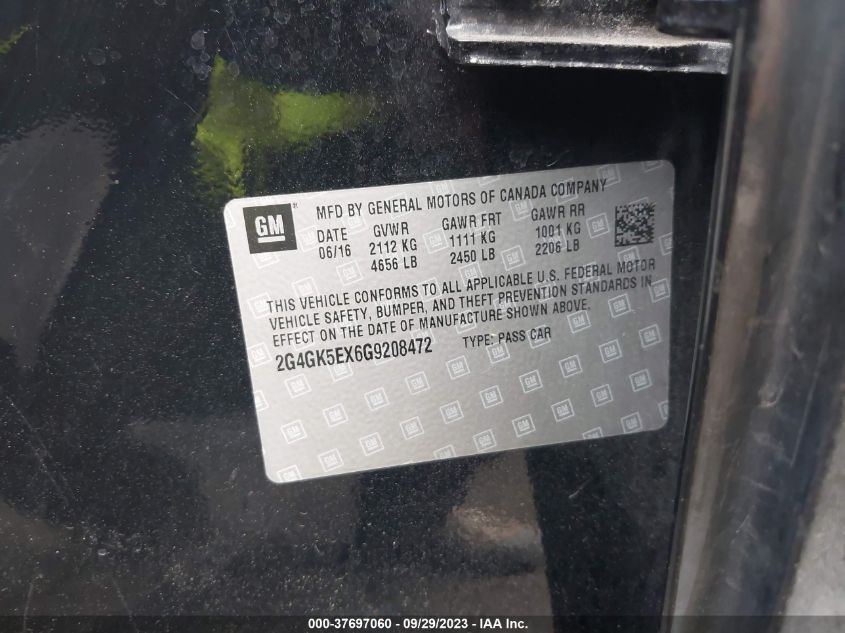 GM
MFD BY GENERAL MOTORS OF CANADA COMPANY
DATE GVWR GAWR FRT GAWR RR
06/16 2112 KG 1111 KG 1001 KG
4656 LB 2450 LB 2206 LB
THIS VEHICLE CONFORMS TO ALL APPLICABLE U.S. FEDERAL MOTOR
VEHICLE SAFETY, BUMPER, AND THEFT PREVENTION STANDARDS IN
EFFECT ON THE DATE OF MANUFACTURE SHOWN ABOVE.
2G4GK5EX6G9208472 TYPE: PASS CAR
000-37697060 - 09/29/2023 - IAA Inc.